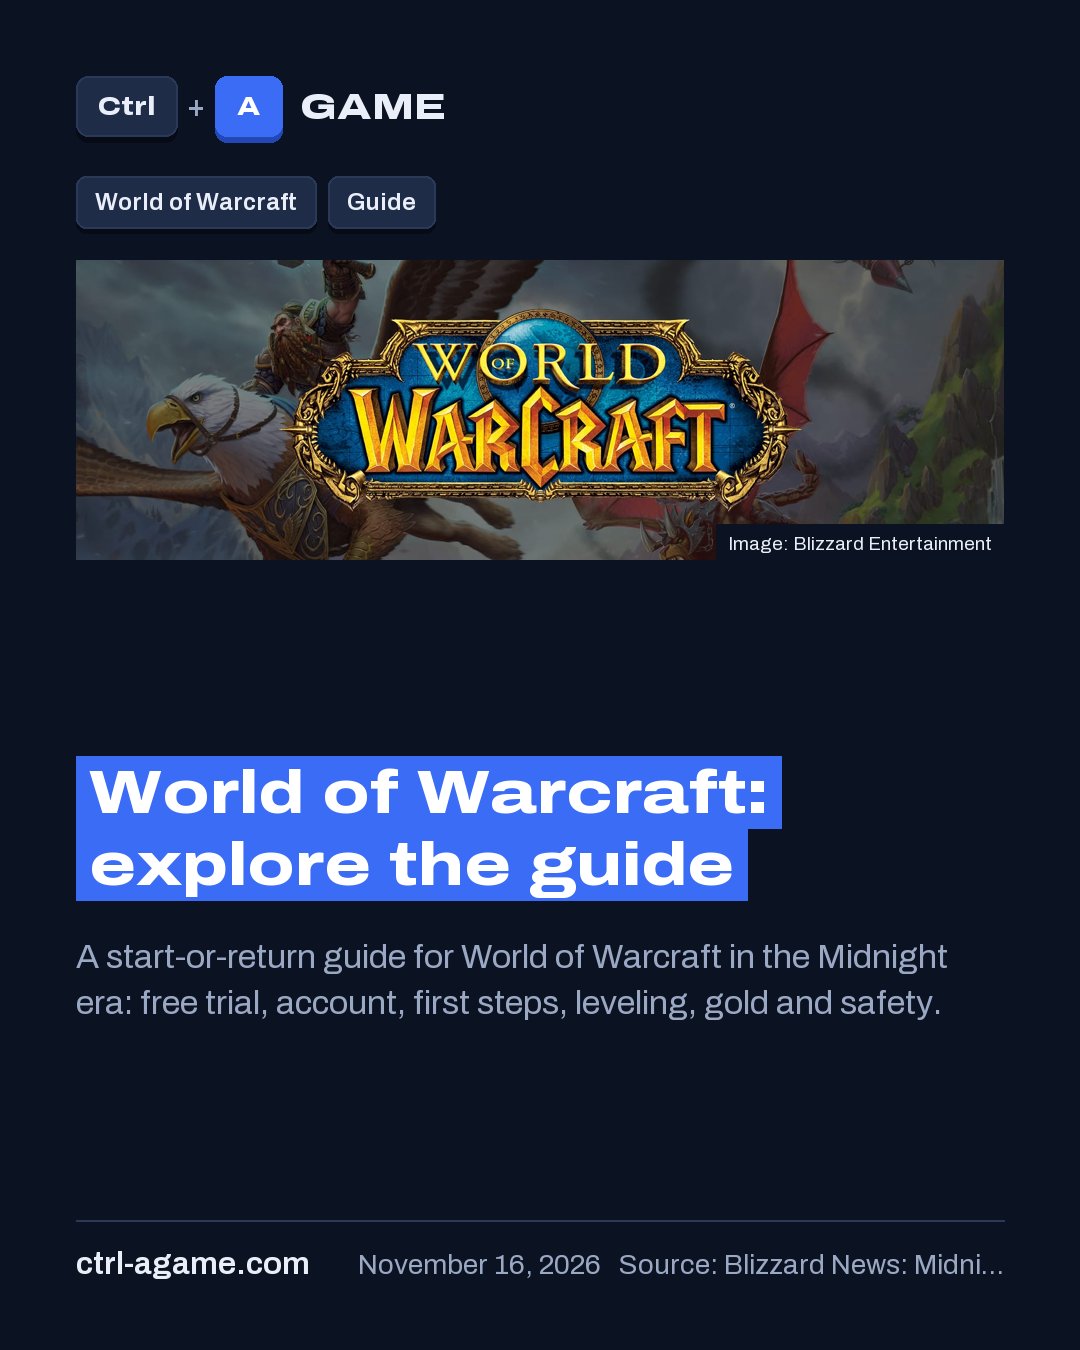 Ctrl + A GAME
World of Warcraft Guide
WORLD OF WARCRAFT ®
Image: Blizzard Entertainment
World of Warcraft:
explore the guide
A start-or-return guide for World of Warcraft in the Midnight
era: free trial, account, first steps, leveling, gold and safety.
ctrl-agame.com November 16, 2026 Source: Blizzard News: Midni...